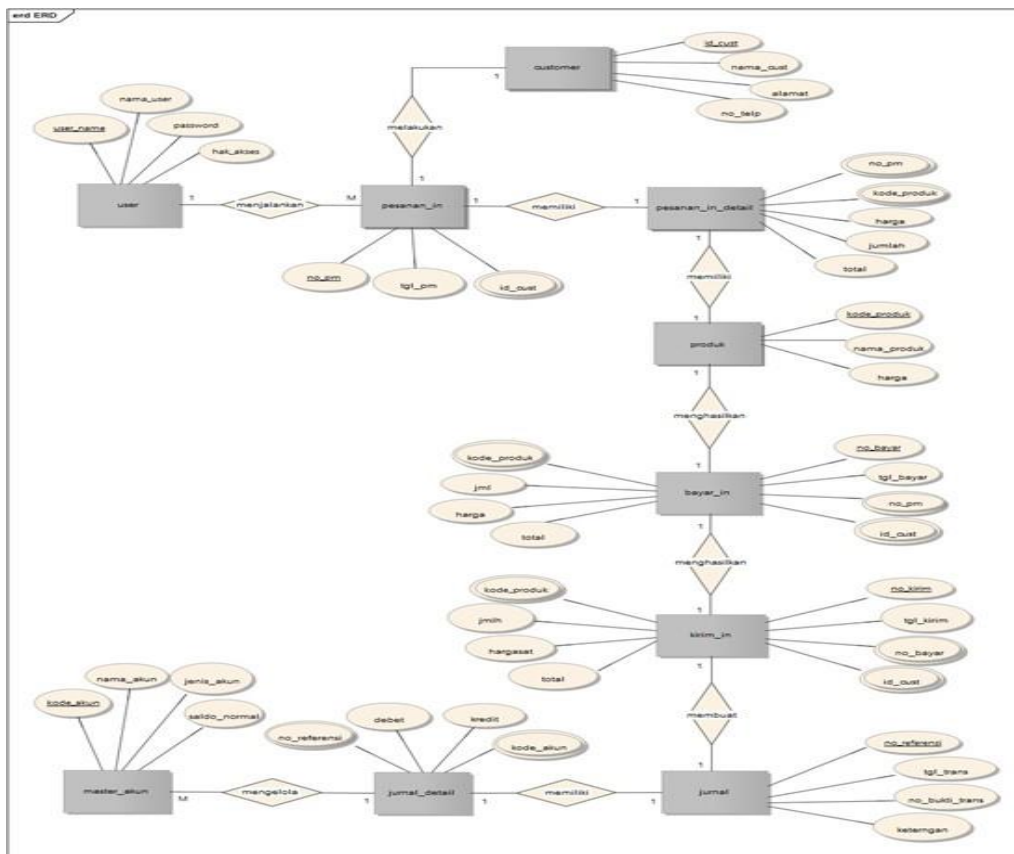 erd ERD
id_cust
customer
nama_cust
nama_user
alamat
user_name
password
no_telp
melakukan
hak_akses
no_pm
kode_produk
user
menjalankan
pesanan_in
memiliki
pesanan_in_detail
harga
jumlah
no_pm
tgl_pm
id_cust
total
memiliki
kode_produk
produk
nama_produk
harga
menghasilkan
kode_produk
no_bayar
jml
tgl_bayar
bayar_in
harga
no_pm
total
id_cust
menghasilkan
kode_produk
no_kirim
jmlh
tgl_kirim
kirim_in
hargasat
no_bayar
total
id_cust
nama_akun
jenis_akun
kode_akun
saldo_normal
debet
kredit
no_referensi
kode_akun
membuat
no_referensi
tgl_trans
master_akun
mengelola
jurnal_detail
memiliki
jurnal
no_bukti_trans
keterngan
1
1
1
M
1
1
1
1
1
1
1
1
1
1
1
M
1
1
1